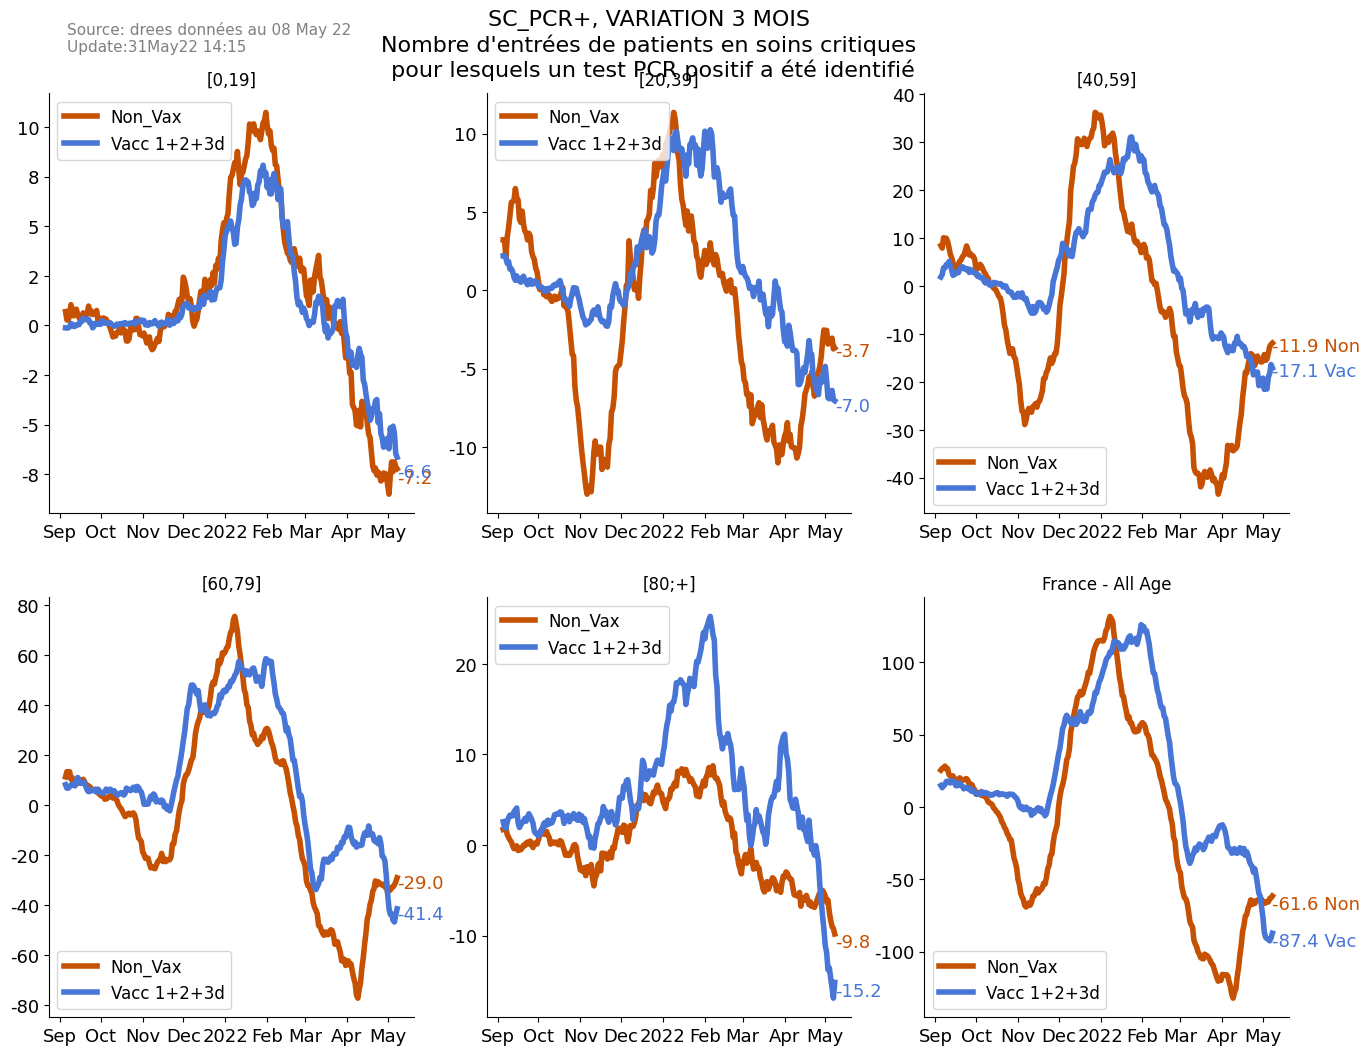 SC_PCR+, VARIATION 3 MOIS
Source: drees données au 08 May 22
Nombre d'entrées de patients en soins critiques
Update:31May22 14:15
pour lesquels un test PCR positif a été identifié
[0,19]
[20,39]
[40,59]
Non_Vax
Vacc 1+2+3d
10
8
5
2
0
-2
-5
-8
-6.6
-7.2
Sep Oct Nov Dec 2022 Feb Mar Apr May
Non_Vax
Vacc 1+2+3d
10
5
0
-5
-10
-3.7
-7.0
Sep Oct Nov Dec 2022 Feb Mar Apr May
40
30
20
10
0
-10
-20
-30
-40
-11.9 Non
-17.1 Vac
Non_Vax
Vacc 1+2+3d
Sep Oct Nov Dec 2022 Feb Mar Apr May
[60,79]
[80;+]
France - All Age
80
60
40
20
0
-20
-40
-60
-80
-29.0
-41.4
Non_Vax
Vacc 1+2+3d
Sep Oct Nov Dec 2022 Feb Mar Apr May
Non_Vax
Vacc 1+2+3d
20
10
0
-10
-9.8
-15.2
Sep Oct Nov Dec 2022 Feb Mar Apr May
100
50
0
-50
-100
-61.6 Non
-87.4 Vac
Non_Vax
Vacc 1+2+3d
Sep Oct Nov Dec 2022 Feb Mar Apr May